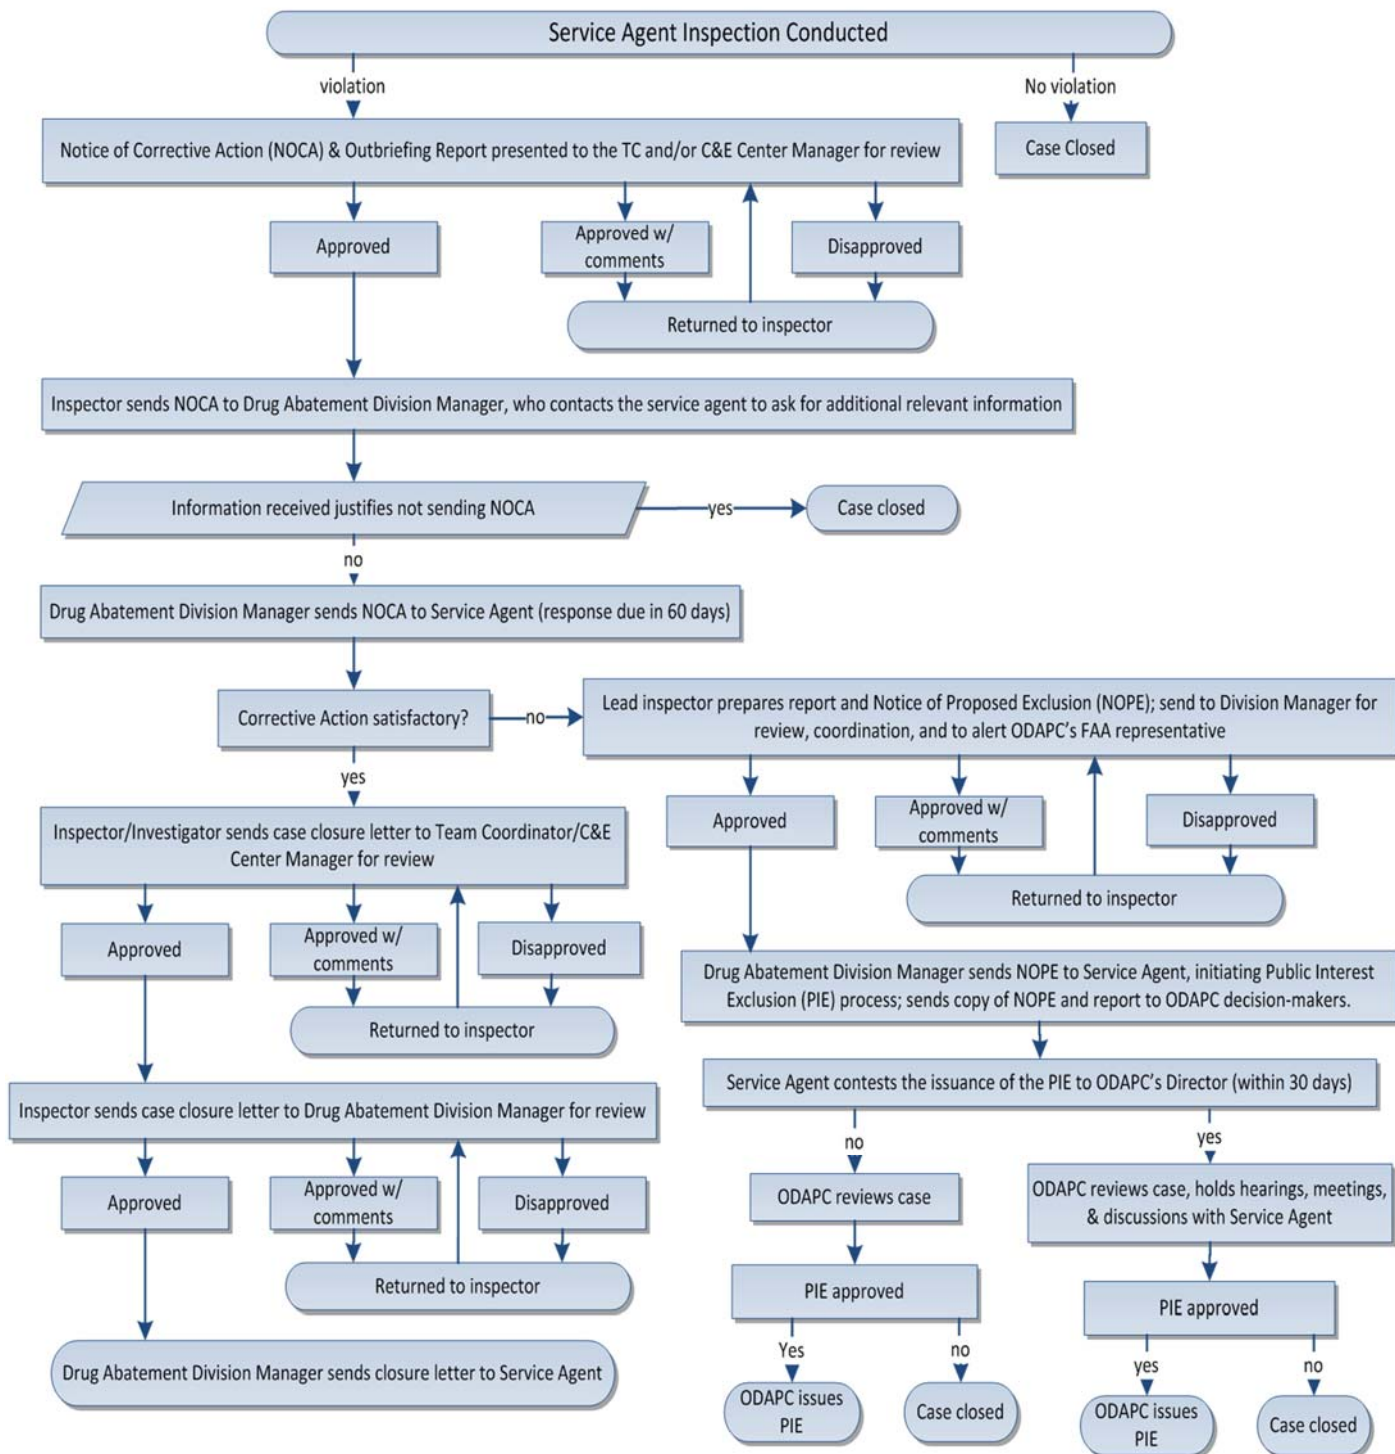 Service Agent Inspection Conducted
violation
No violation
Notice of Corrective Action (NOCA) & Outbriefing Report presented to the TC and/or C&E Center Manager for review
Case Closed
Approved
Approved w/
comments
Disapproved
Returned to inspector
Inspector sends NOCA to Drug Abatement Division Manager, who contacts the service agent to ask for additional relevant information
Information received justifies not sending NOCA
yes
Case closed
no
Drug Abatement Division Manager sends NOCA to Service Agent (response due in 60 days)
Corrective Action satisfactory?
no
Lead inspector prepares report and Notice of Proposed Exclusion (NOPE); send to Division Manager for
review, coordination, and to alert ODAPC's FAA representative
yes
Inspector/Investigator sends case closure letter to Team Coordinator/C&E
Center Manager for review
Approved
Approved w/
comments
Disapproved
Returned to inspector
Inspector sends case closure letter to Drug Abatement Division Manager for review
Approved
Approved w/
comments
Disapproved
Returned to inspector
Drug Abatement Division Manager sends closure letter to Service Agent
Approved
Approved w/
comments
Disapproved
Returned to inspector
Drug Abatement Division Manager sends NOPE to Service Agent, initiating Public Interest
Exclusion (PIE) process; sends copy of NOPE and report to ODAPC decision-makers.
Service Agent contests the issuance of the PIE to ODAPC's Director (within 30 days)
no
ODAPC reviews case
PIE approved
Yes
ODAPC issues
PIE
no
Case closed
yes
ODAPC reviews case, holds hearings, meetings,
& discussions with Service Agent
PIE approved
yes
ODAPC issues
PIE
no
Case closed